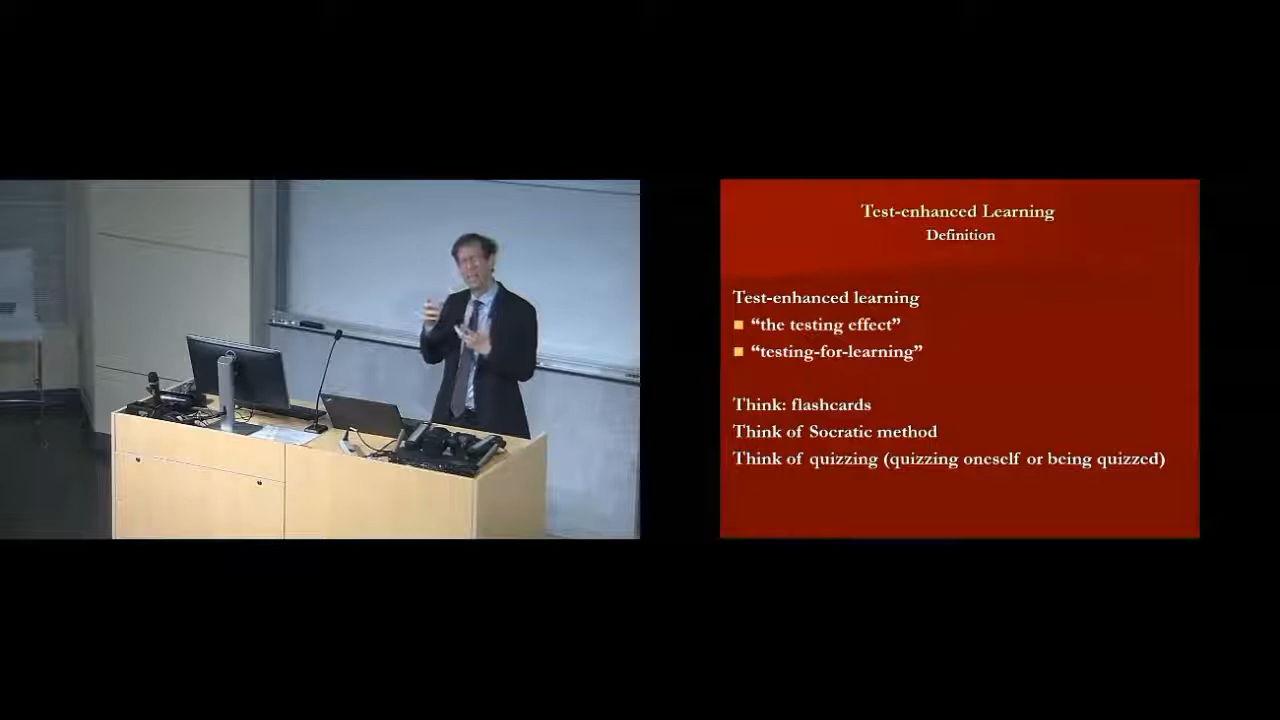 Test-enhanced Learning
Definition
Test-enhanced learning
“the testing effect”
“testing-for-learning”
Think: flashcards
Think of Socratic method
Think of quizzing (quizzing oneself or being quizzed)